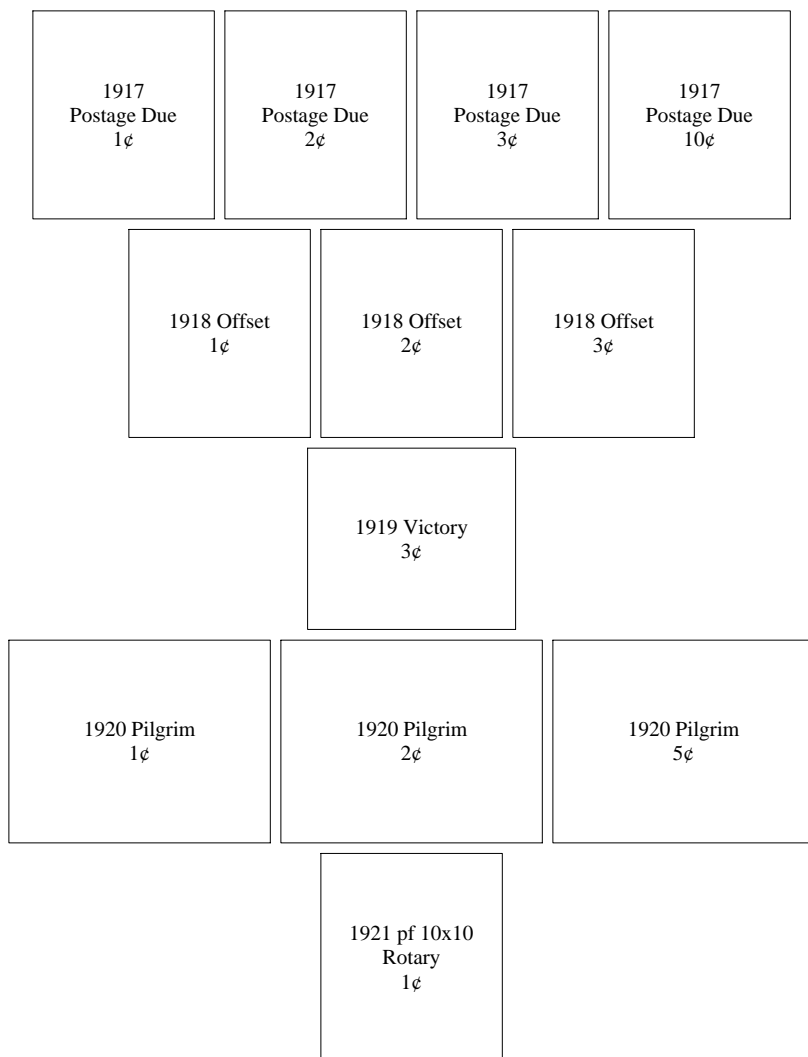 1917
Postage Due
1¢
1917
Postage Due
2¢
1917
Postage Due
3¢
1917
Postage Due
10¢
1918 Offset
1¢
1918 Offset
2¢
1918 Offset
3¢
1919 Victory
3¢
1920 Pilgrim
1¢
1920 Pilgrim
2¢
1920 Pilgrim
5¢
1921 pf 10x10
Rotary
1¢